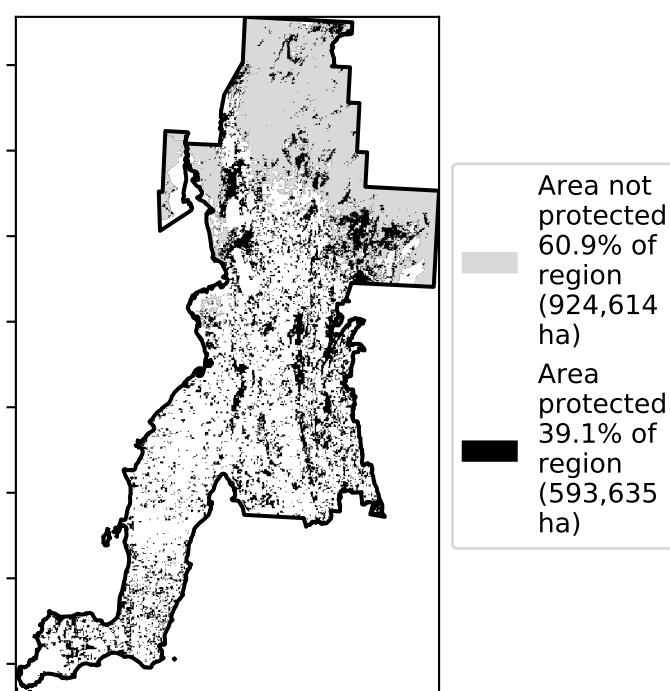 Area not
protected
60.9% of
region
(924,614
ha)
Area
protected
39.1% of
region
(593,635
ha)